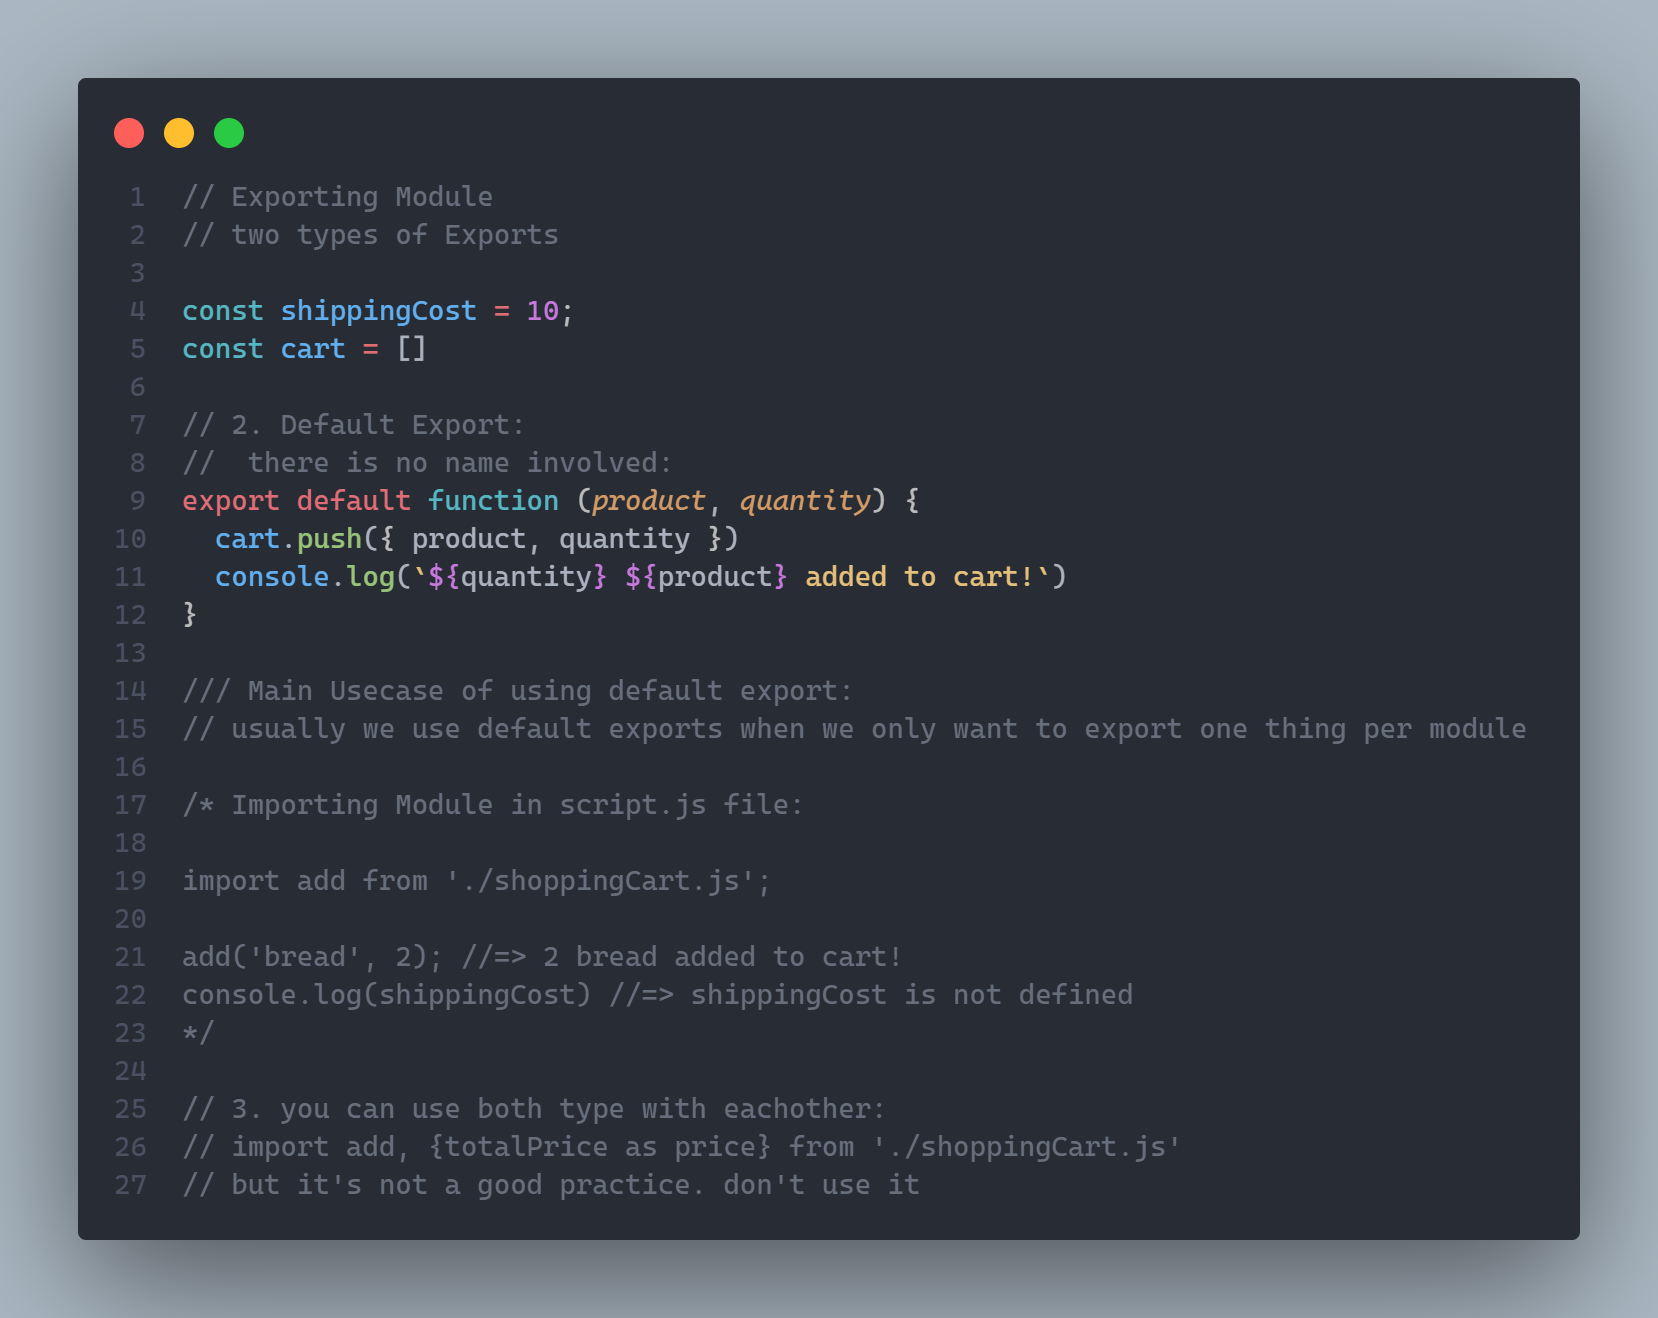 1 // Exporting Module
2 // two types of Exports
3
4 const shippingCost = 10;
5 const cart = []
6
7 // 2. Default Export:
8 //  there is no name involved:
9 export default function (product, quantity) {
10   cart.push({ product, quantity })
11   console.log(`${quantity} ${product} added to cart!`)
12 }
13
14 /// Main Usecase of using default export:
15 // usually we use default exports when we only want to export one thing per module
16
17 /* Importing Module in script.js file:
18
19 import add from './shoppingCart.js';
20
21 add('bread', 2); //=> 2 bread added to cart!
22 console.log(shippingCost) //=> shippingCost is not defined
23 */
24
25 // 3. you can use both type with eachother:
26 // import add, {totalPrice as price} from './shoppingCart.js'
27 // but it's not a good practice. don't use it